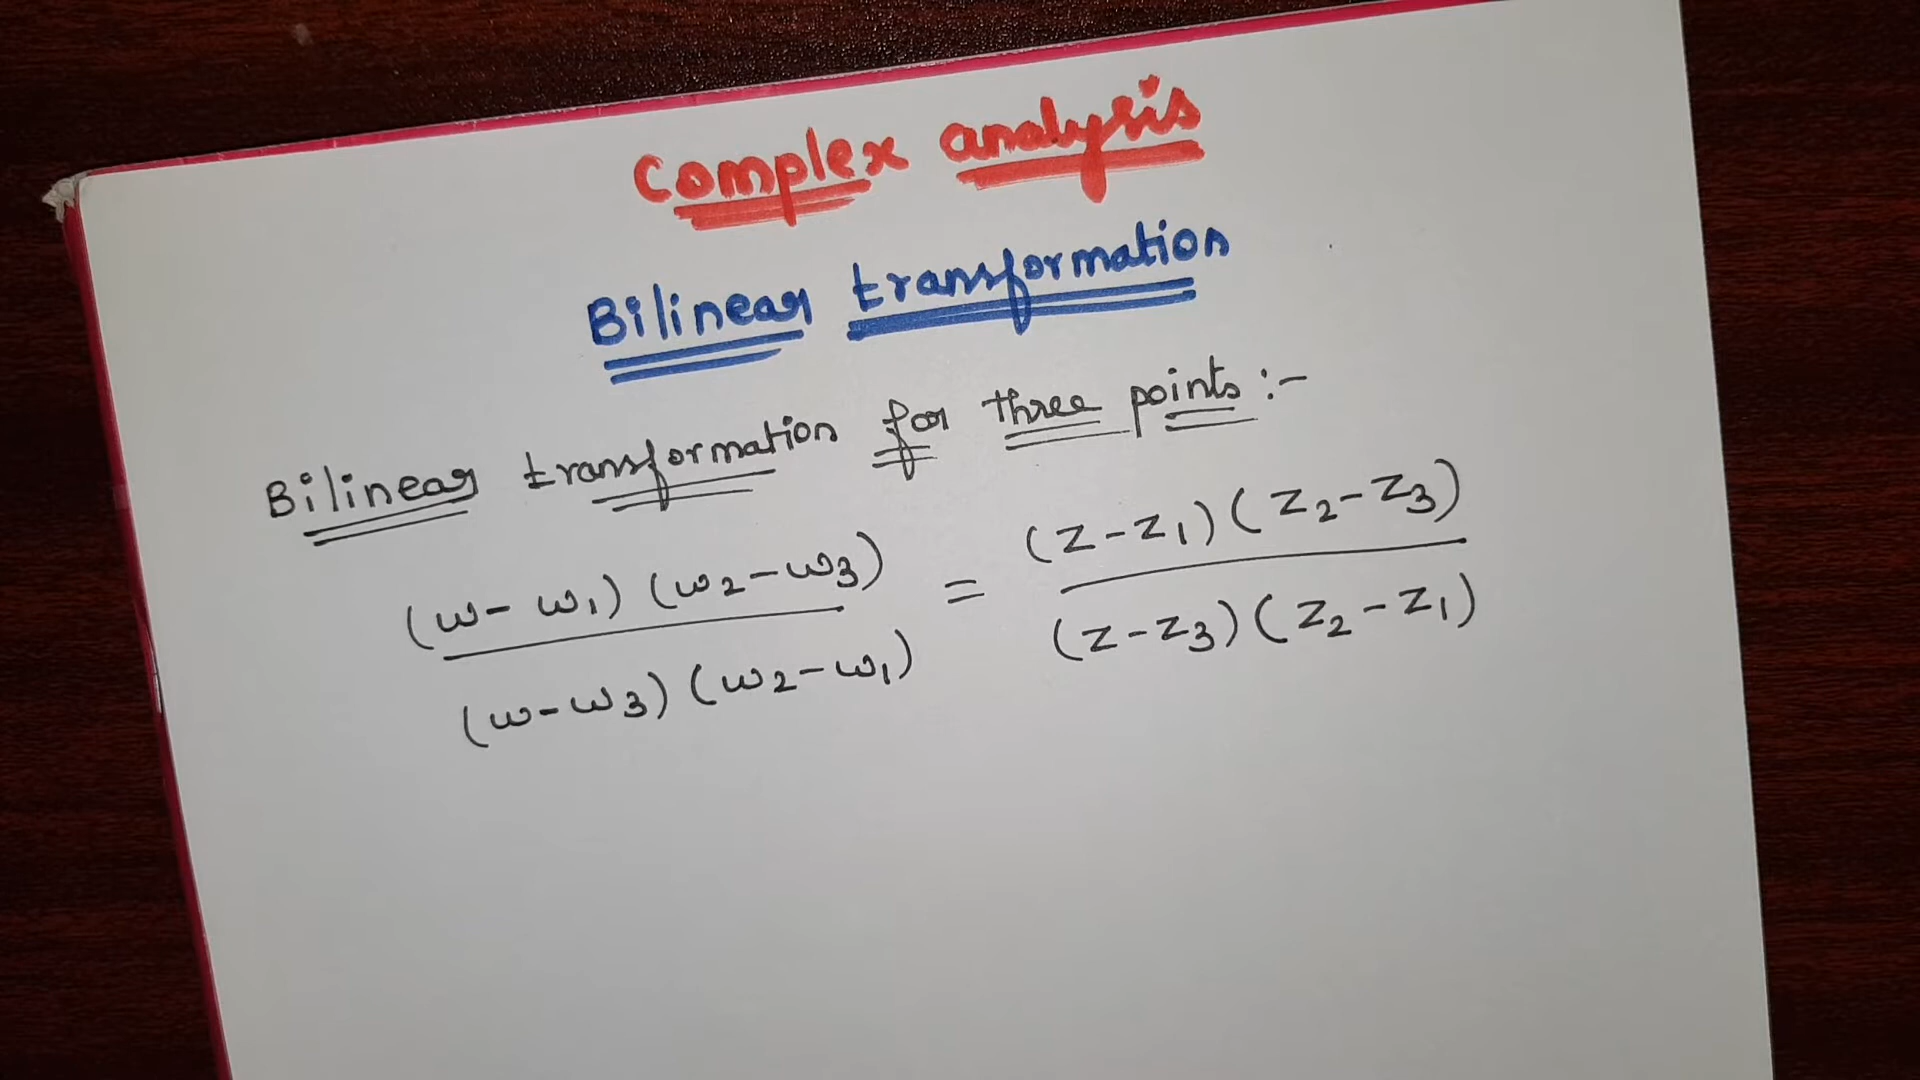 Complex analysis
Bilinear transformation
Bilinear transformation for three points :-
(w - w₁) (w₂ - w₃) / (w - w₃) (w₂ - w₁) = (z - z₁) (z₂ - z₃) / (z - z₃) (z₂ - z₁)